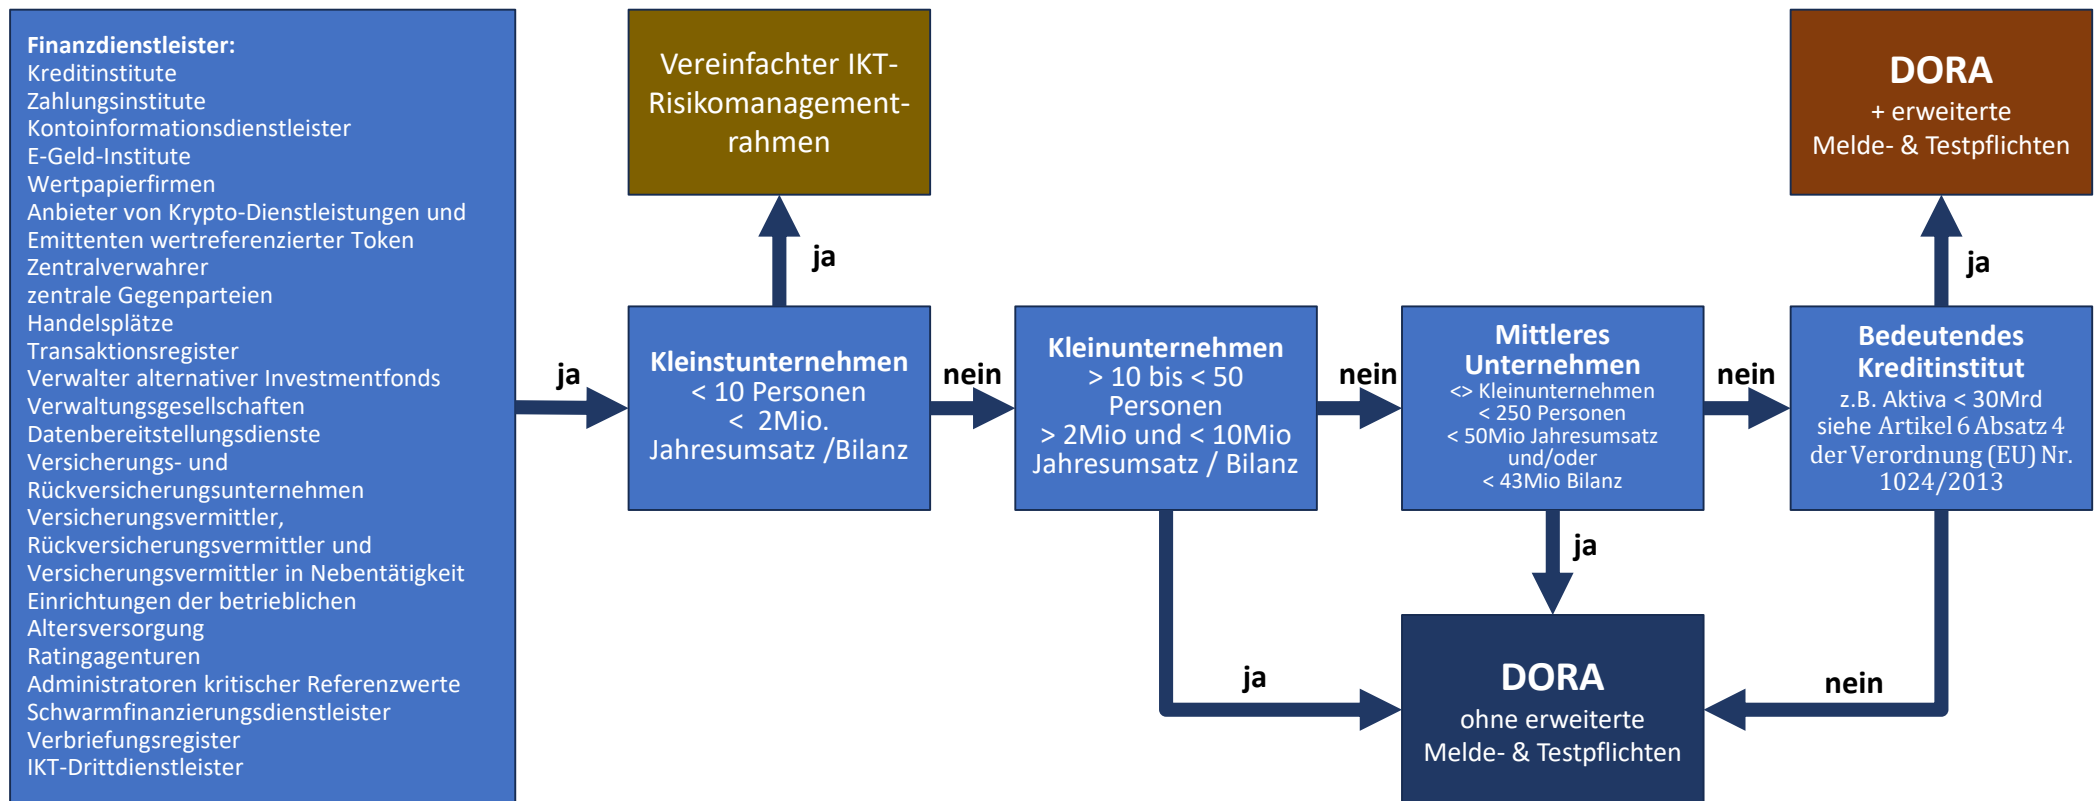 Finanzdienstleister:
Kreditinstitute
Zahlungsinstitute
Kontoinformationsdienstleister
E-Geld-Institute
Wertpapierfirmen
Anbieter von Krypto-Dienstleistungen und
Emittenten wertreferenzierter Token
Zentralverwahrer
zentrale Gegenparteien
Handelsplätze
Transaktionsregister
Verwalter alternativer Investmentfonds
Verwaltungsgesellschaften
Datenbereitstellungsdienste
Versicherungs- und
Rückversicherungsunternehmen
Versicherungsvermittler,
Rückversicherungsvermittler und
Versicherungsvermittler in Nebentätigkeit
Einrichtungen der betrieblichen
Altersversorgung
Ratingagenturen
Administratoren kritischer Referenzwerte
Schwarmfinanzierungsdienstleister
Verbriefungsregister
IKT-Drittdienstleister
ja
Vereinfachter IKT-
Risikomanagement-
rahmen
ja
Kleinstunternehmen
< 10 Personen
< 2Mio.
Jahresumsatz /Bilanz
nein
Kleinunternehmen
> 10 bis < 50
Personen
> 2Mio und < 10Mio
Jahresumsatz / Bilanz
nein
ja
Mittleres
Unternehmen
<> Kleinunternehmen
< 250 Personen
< 50Mio Jahresumsatz
und/oder
< 43Mio Bilanz
nein
ja
Bedeutendes
Kreditinstitut
z.B. Aktiva < 30Mrd
siehe Artikel 6 Absatz 4
der Verordnung (EU) Nr.
1024/2013
ja
nein
DORA
+ erweiterte
Melde- & Testpflichten
DORA
ohne erweiterte
Melde- & Testpflichten